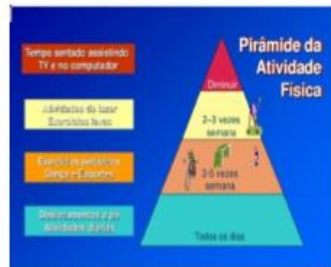 Pirâmide da
Atividade
Física
Tempo sentado assistindo
TV e no computador
Diminuir
Atividades de lazer
Exercícios leves
2-3 vezes
semana
Exercícios aeróbicos
Dança e Esportes
3-5 vezes
semana
Deslocamentos a pé
Atividades diárias
Todos os dias